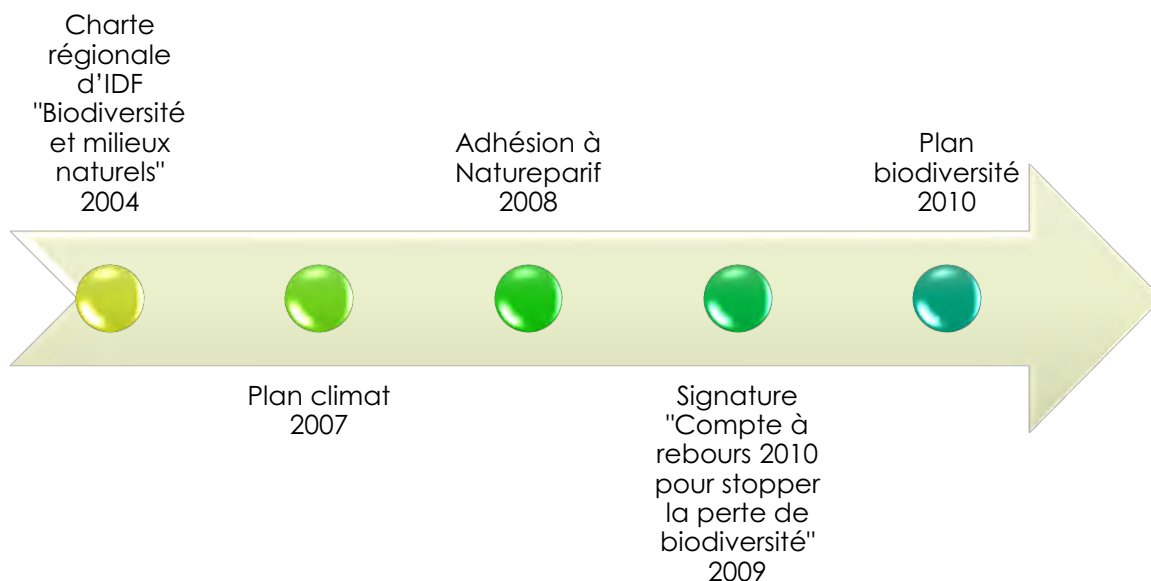 Charte
régionale
d'IDF
"Biodiversité
et milieux
naturels"
2004
Plan climat
2007
Adhésion à
Natureparif
2008
Signature
"Compte à
rebours 2010
pour stopper
la perte de
biodiversité"
2009
Plan
biodiversité
2010